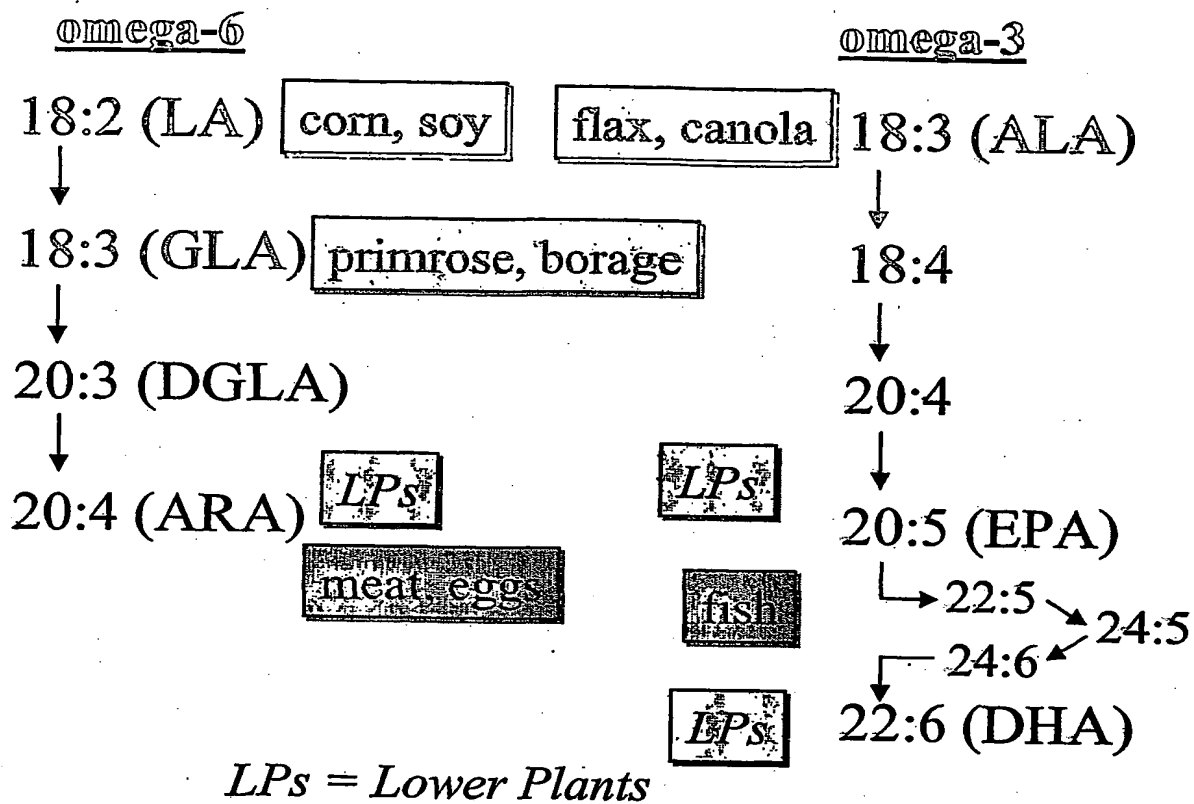 omega-6
omega-3
18:2 (LA) corn, soy
flax, canola 18:3 (ALA)
18:3 (GLA) primrose, borage
18:4
20:3 (DGLA)
20:4
20:4 (ARA) LPs
LPs
20:5 (EPA)
meat, eggs
fish
22:5
24:5
24:6
LPs
22:6 (DHA)
LPs = Lower Plants